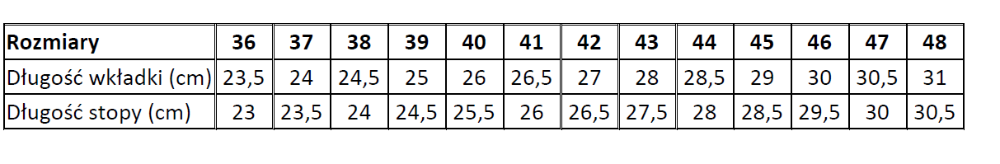 Rozmiary 36 37 38 39 40 41 42 43 44 45 46 47 48
Długość wkładki (cm) 23,5 24 24,5 25 26 26,5 27 28 28,5 29 30 30,5 31
Długość stopy (cm) 23 23,5 24 24,5 25,5 26 26,5 27,5 28 28,5 29,5 30 30,5